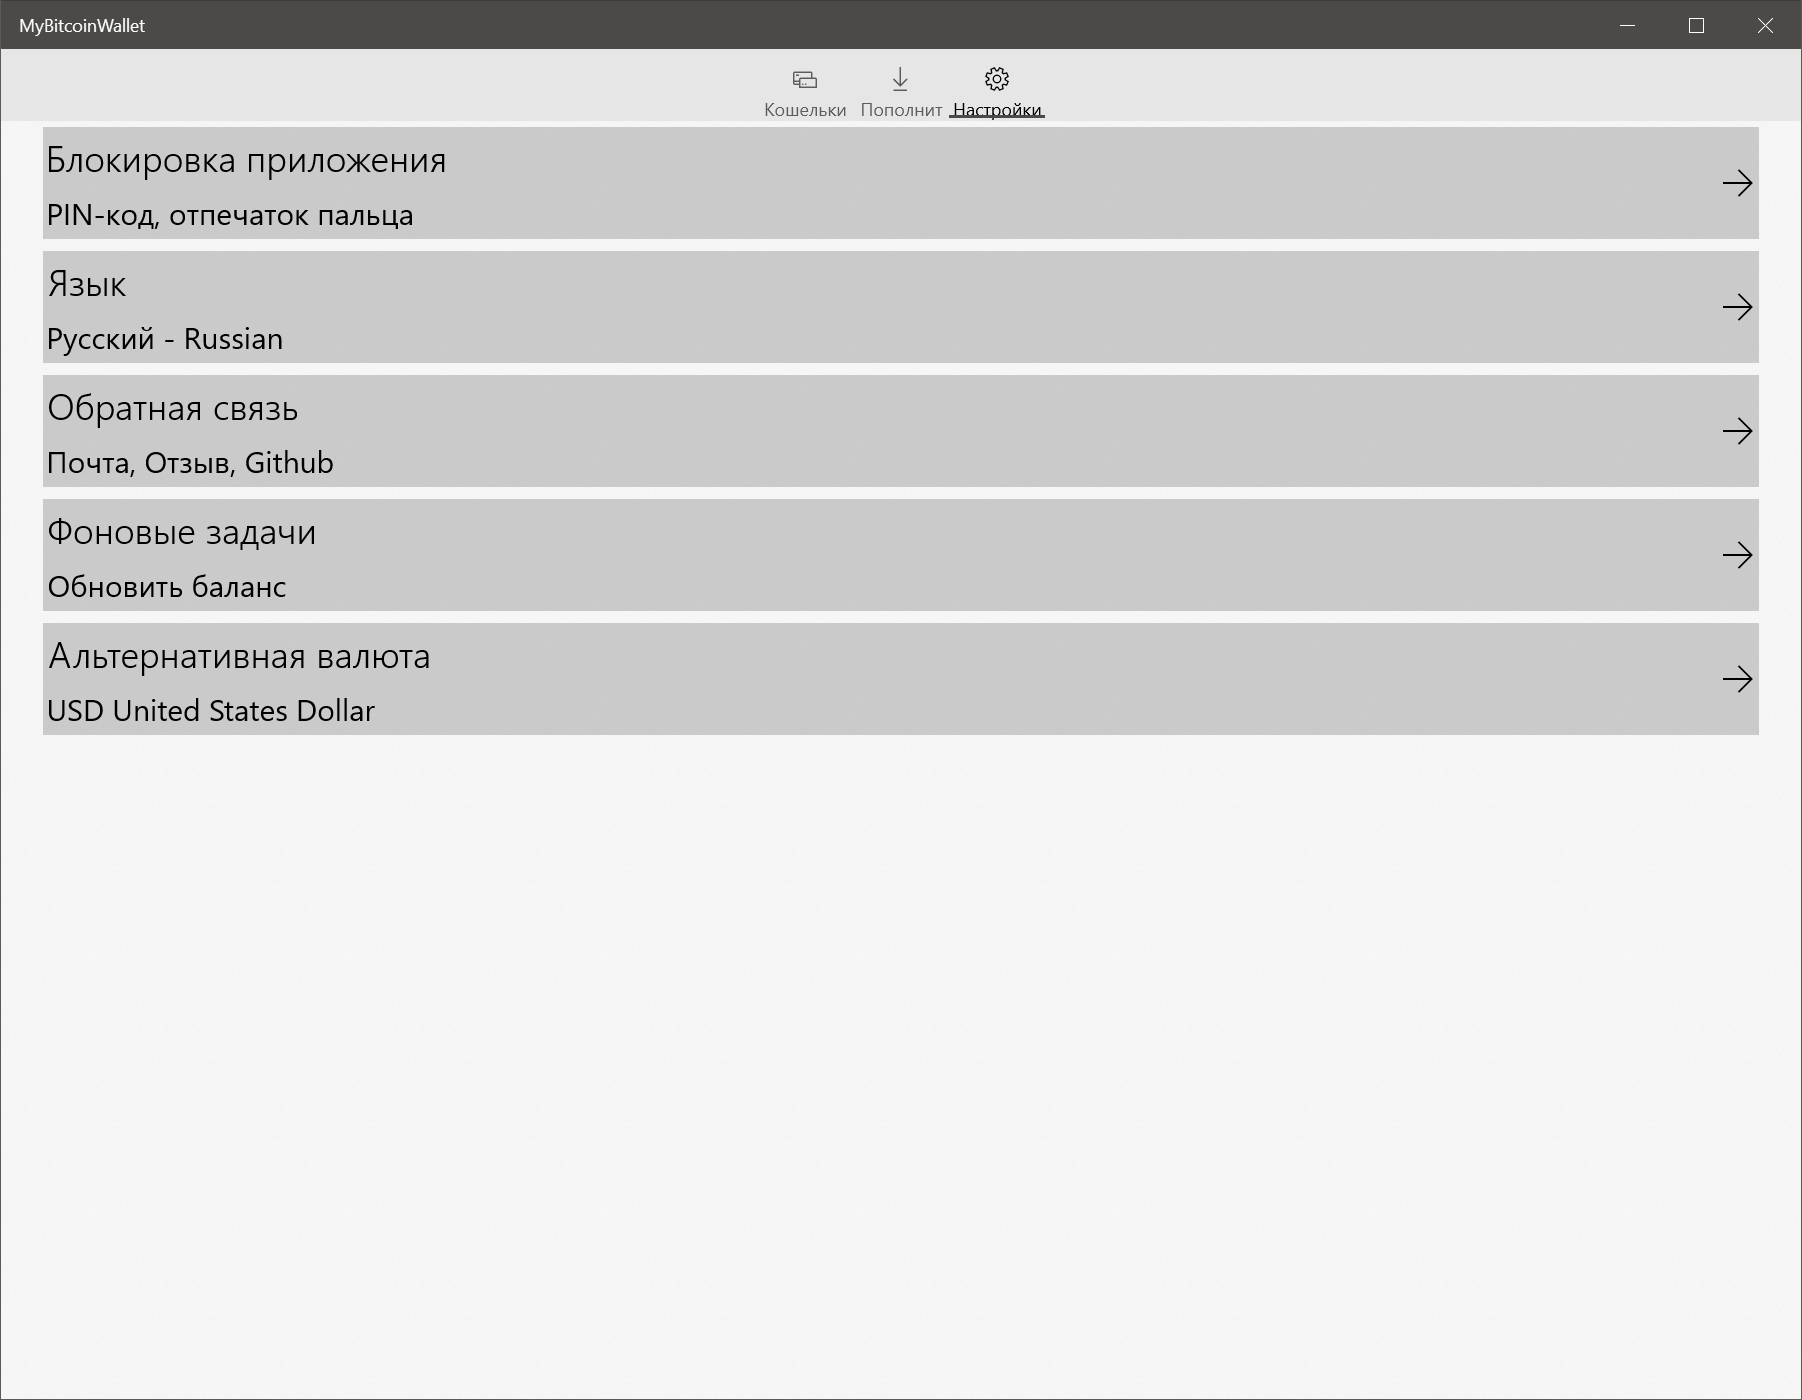 MyBitcoinWallet
Кошельки
Пополнит
Настройки
Блокировка приложения
PIN-код, отпечаток пальца
Язык
Русский - Russian
Обратная связь
Почта, Отзыв, Github
Фоновые задачи
Обновить баланс
Альтернативная валюта
USD United States Dollar